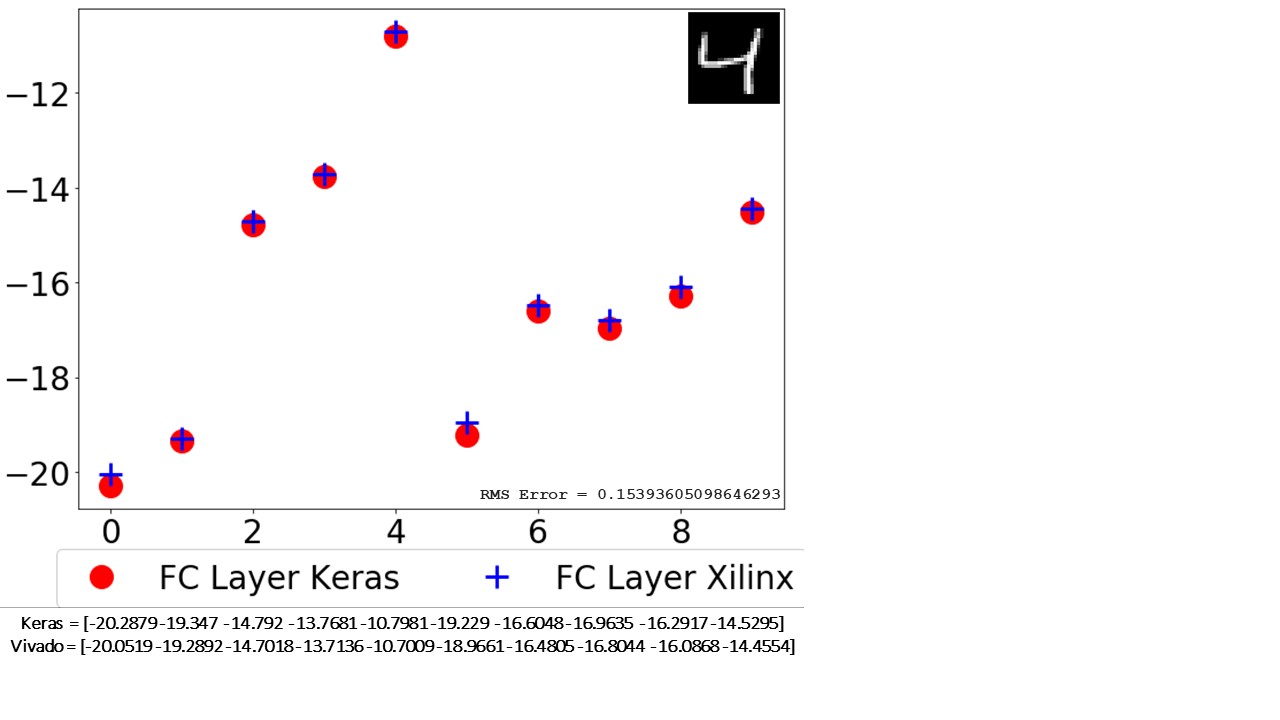 −12
4
−14
−16
−18
−20
RMS Error = 0.15393605098646293
0 2 4 6 8
FC Layer Keras FC Layer Xilinx
Keras = [-20.2879 -19.347 -14.792 -13.7681 -10.7981 -19.229 -16.6048 -16.9635 -16.2917 -14.5295]
Vivado = [-20.0519 -19.2892 -14.7018 -13.7136 -10.7009 -18.9661 -16.4805 -16.8044 -16.0868 -14.4554]